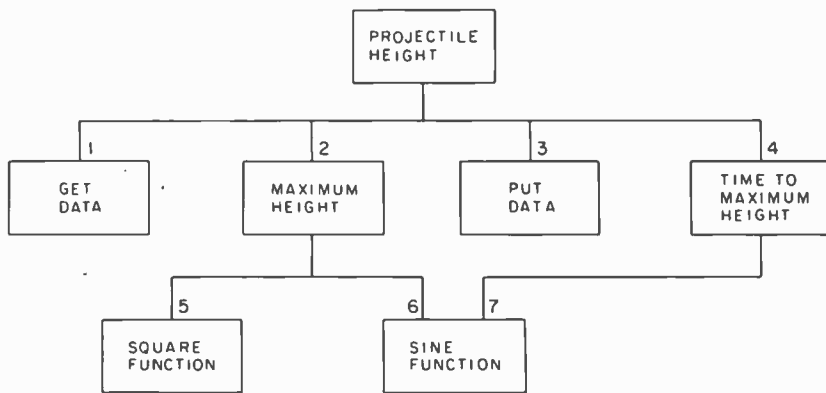 PROJECTILE
HEIGHT
1
2
3
4
GET
DATA
MAXIMUM
HEIGHT
PUT
DATA
TIME TO
MAXIMUM
HEIGHT
5
6
7
SQUARE
FUNCTION
SINE
FUNCTION